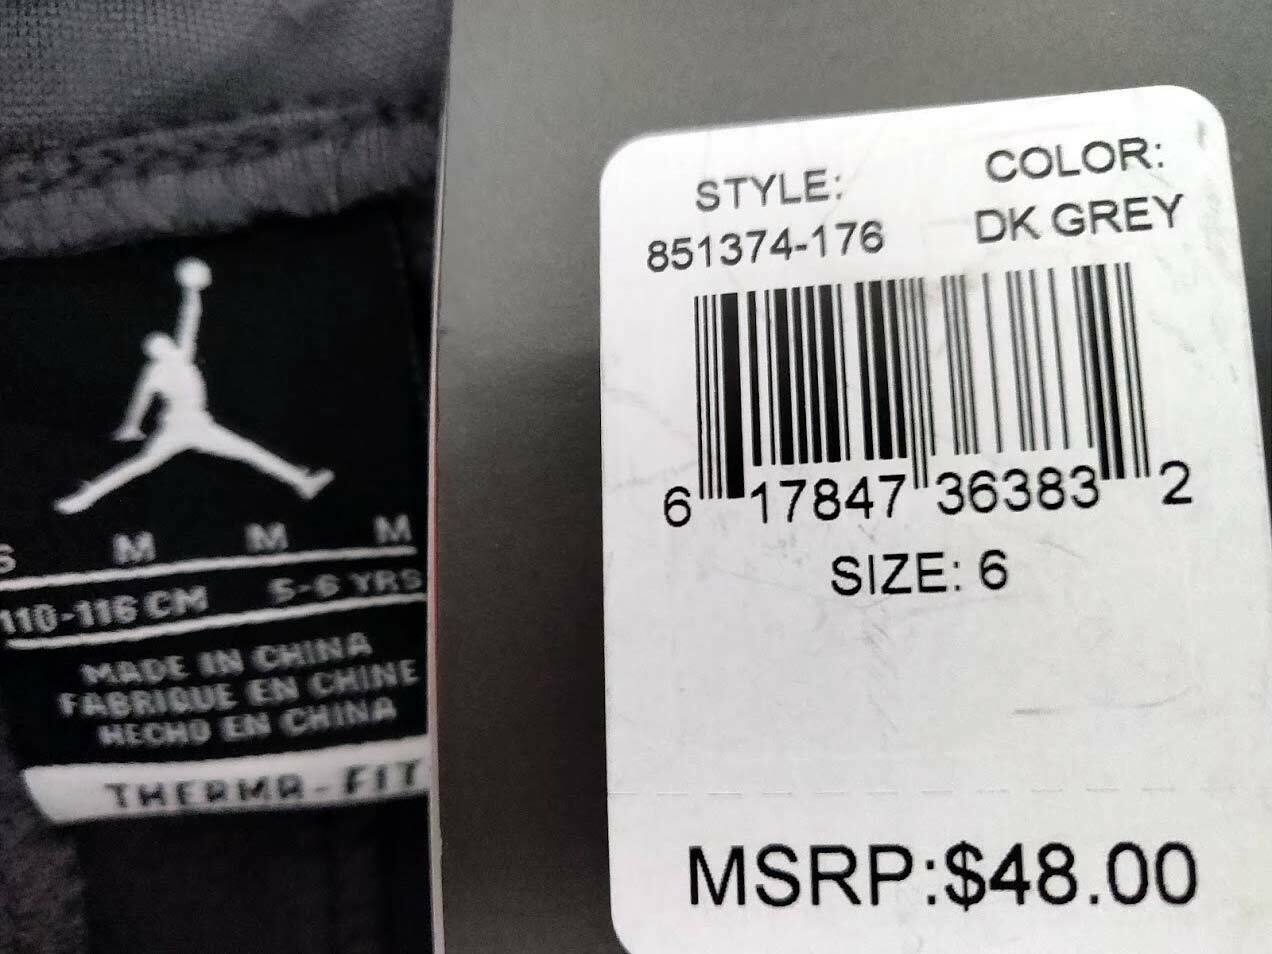 S M M M
110-116 CM 5-6 YRS
MADE IN CHINA
FABRIQUE EN CHINE
HECHO EN CHINA
THERMA-FIT
STYLE:
851374-176
COLOR:
DK GREY
6 17847 36383 2
SIZE: 6
MSRP:$48.00